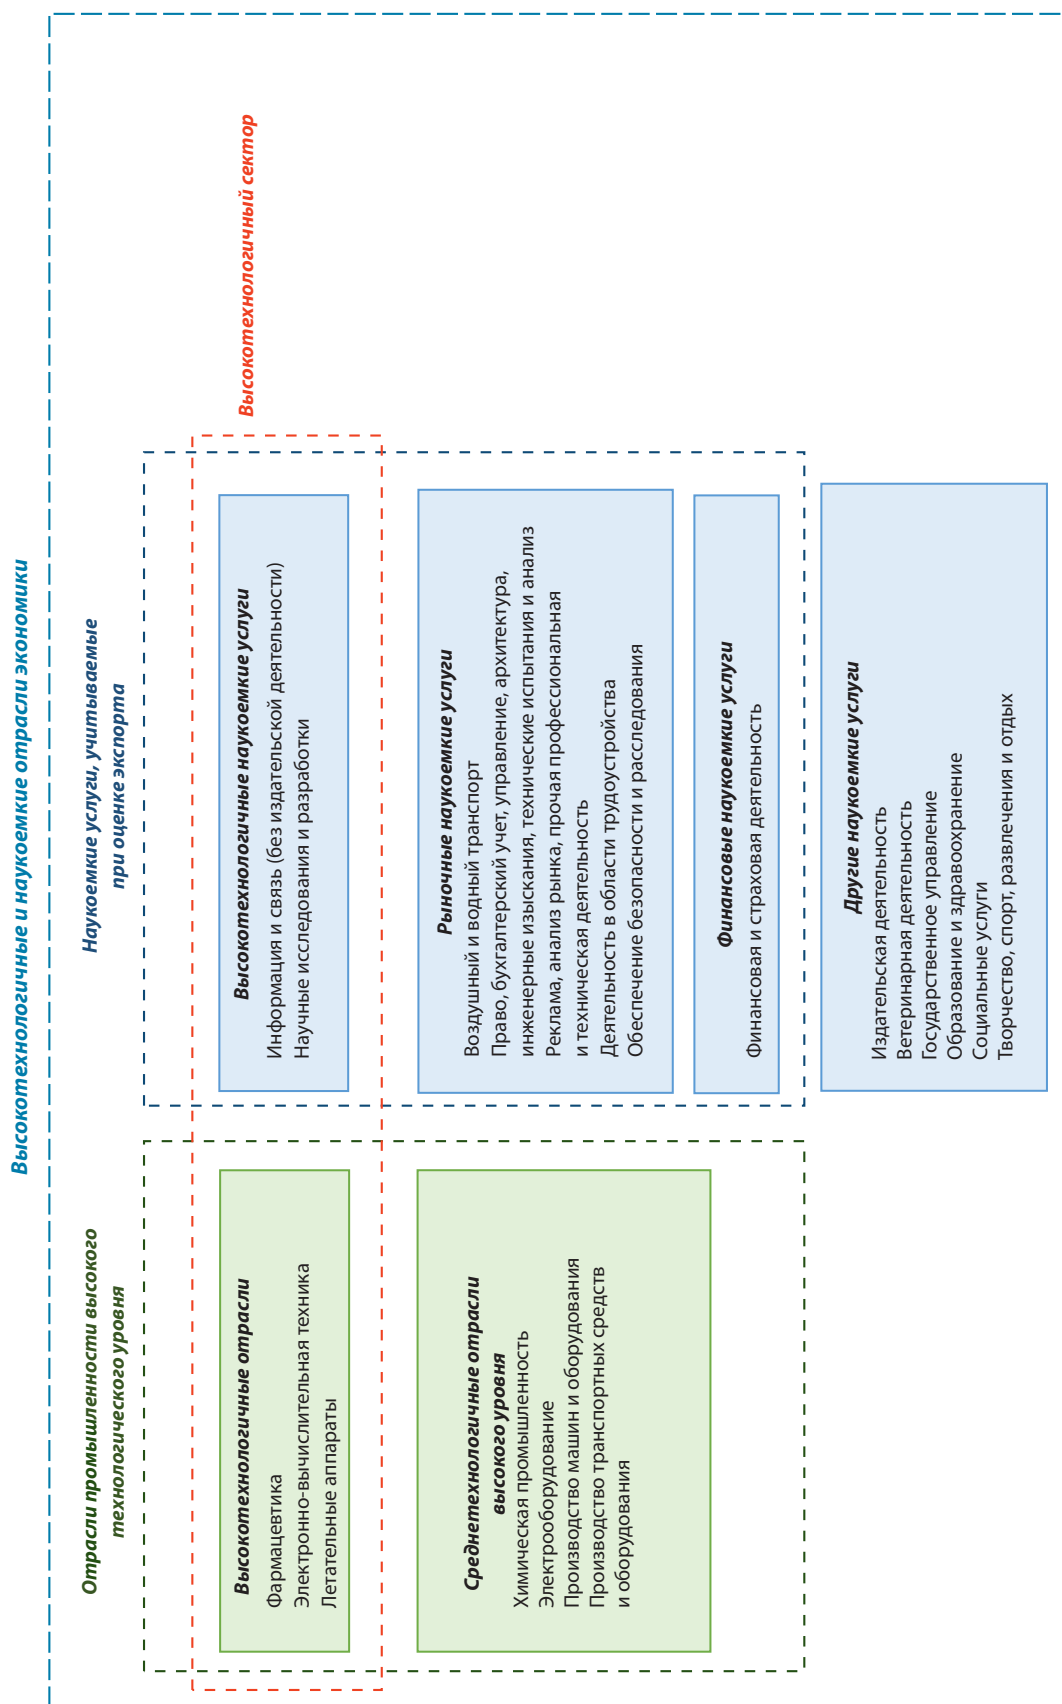 Высокотехнологичные и наукоемкие отрасли экономики
Отрасли промышленности высокого
технологического уровня
Наукоемкие услуги, учитываемые
при оценке экспорта
Высокотехнологичный сектор
Высокотехнологичные отрасли
Фармацевтика
Электронно-вычислительная техника
Летательные аппараты
Высокотехнологичные наукоемкие услуги
Информация и связь (без издательской деятельности)
Научные исследования и разработки
Среднетехнологичные отрасли
высокого уровня
Химическая промышленность
Электрооборудование
Производство машин и оборудования
Производство транспортных средств
и оборудования
Рыночные наукоемкие услуги
Воздушный и водный транспорт
Право, бухгалтерский учет, управление, архитектура,
инженерные изыскания, технические испытания и анализ
Реклама, анализ рынка, прочая профессиональная
и техническая деятельность
Деятельность в области трудоустройства
Обеспечение безопасности и расследования
Финансовые наукоемкие услуги
Финансовая и страховая деятельность
Другие наукоемкие услуги
Издательская деятельность
Ветеринарная деятельность
Государственное управление
Образование и здравоохранение
Социальные услуги
Творчество, спорт, развлечения и отдых